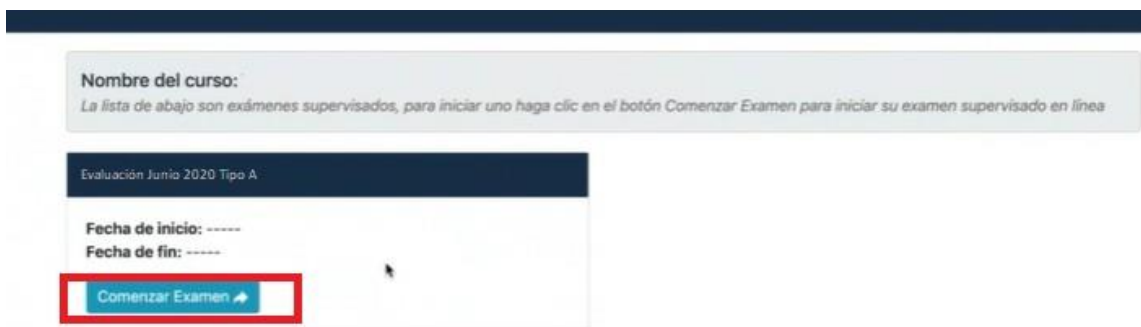 Nombre del curso:
La lista de abajo son exámenes supervisados, para iniciar uno haga clic en el botón Comenzar Examen para iniciar su examen supervisado en línea
Evaluación Junio 2020 Tipo A
Fecha de inicio: -----
Fecha de fin: -----
Comenzar Examen